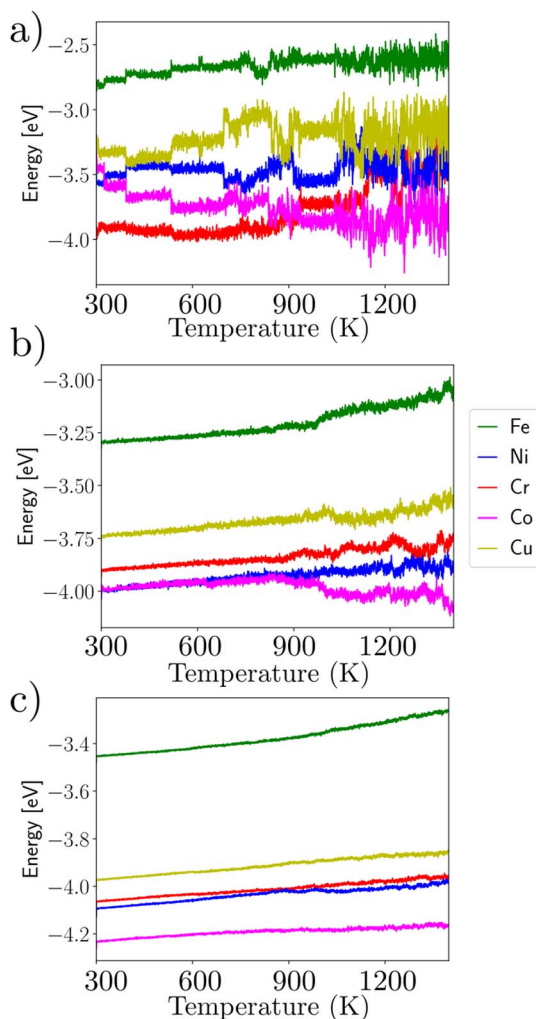 a)
Energy [eV]
−2.5
−3.0
−3.5
−4.0
300 600 900 1200
Temperature (K)
b)
Energy [eV]
−3.00
−3.25
−3.50
−3.75
−4.00
300 600 900 1200
Temperature (K)
Fe
Ni
Cr
Co
Cu
c)
Energy [eV]
−3.4
−3.6
−3.8
−4.0
−4.2
300 600 900 1200
Temperature (K)